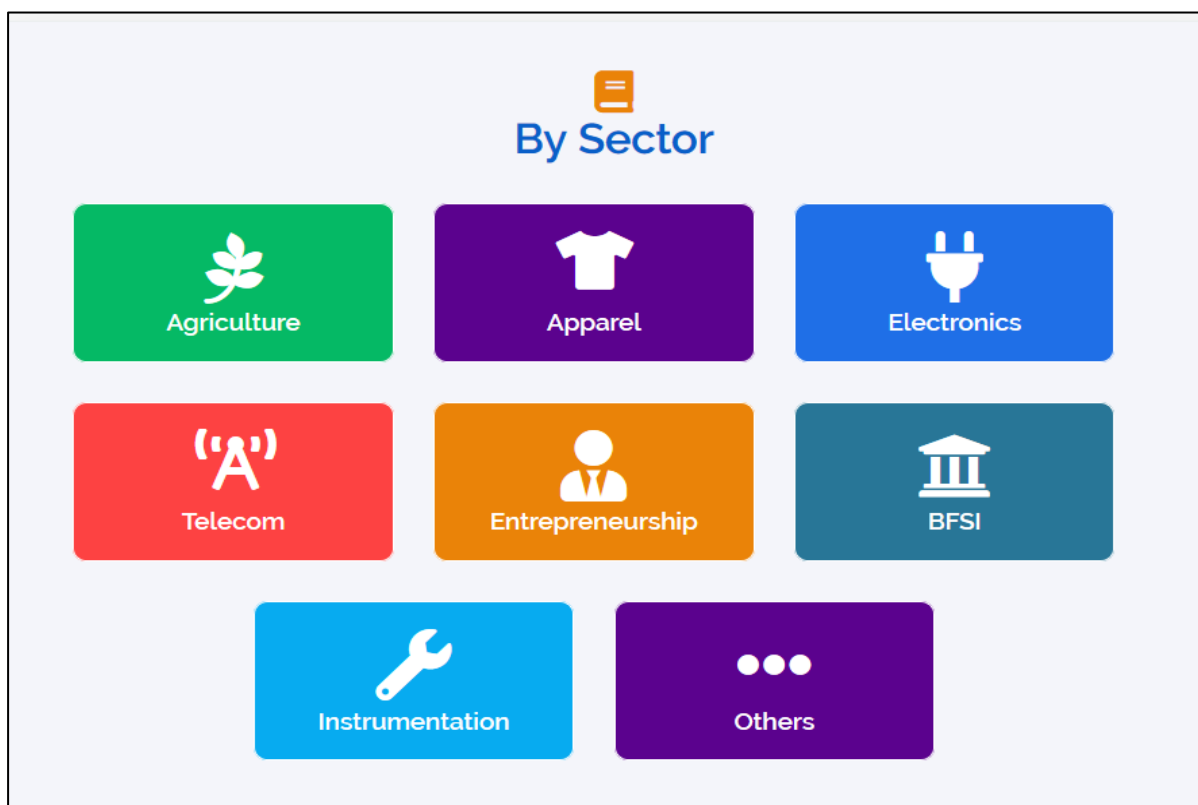 By Sector
Agriculture
Apparel
Electronics
Telecom
Entrepreneurship
BFSI
Instrumentation
Others